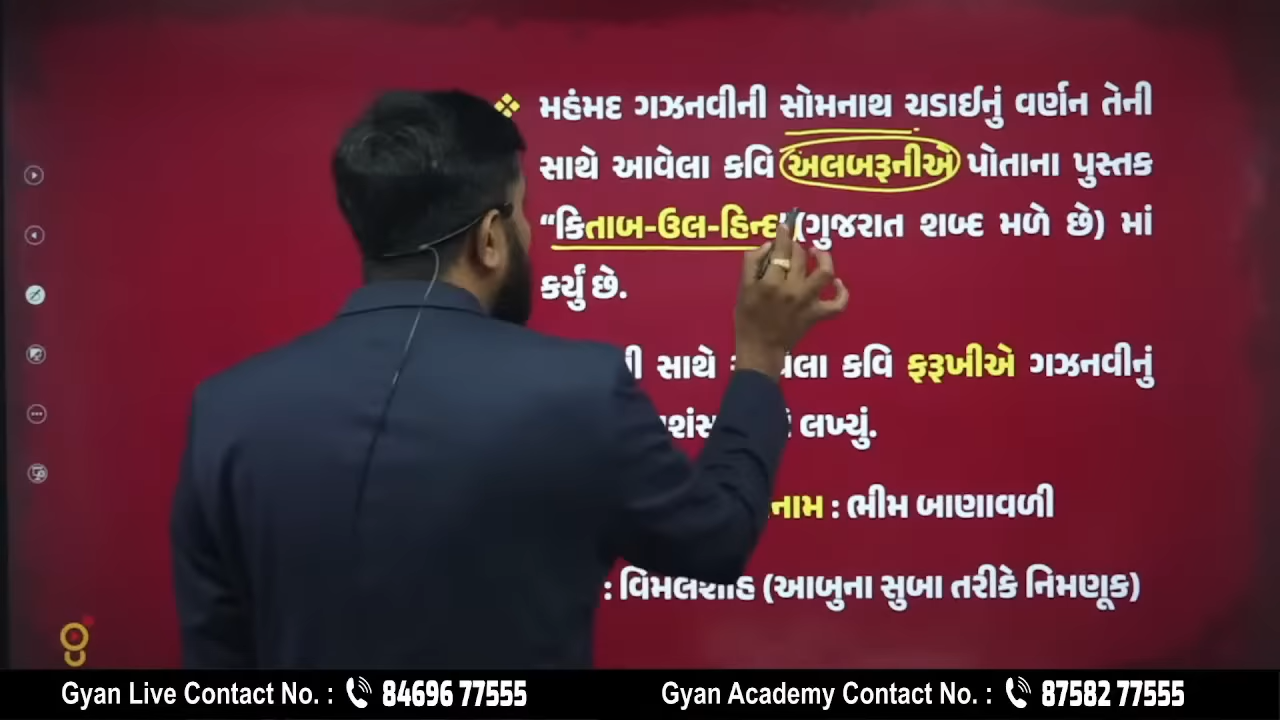 મહંમદ ગઝનવીની સોમનાથ ચડાઈનું વર્ણન તેની
સાથે આવેલા કવિ અલબરૂનીએ પોતાના પુસ્તક
“કિતાબ-ઉલ-હિન્દ (ગુજરાત શબ્દ મળે છે) માં
કર્યું છે.
સાથે કવિ ફરૂખીએ ગઝનવીનું
લખ્યું.
: ભીમ બાણાવળી
: વિમલશાહ (આબુના સુબા તરીકે નિમણૂક)
Gyan Live Contact No. : 84696 77555
Gyan Academy Contact No. : 87582 77555